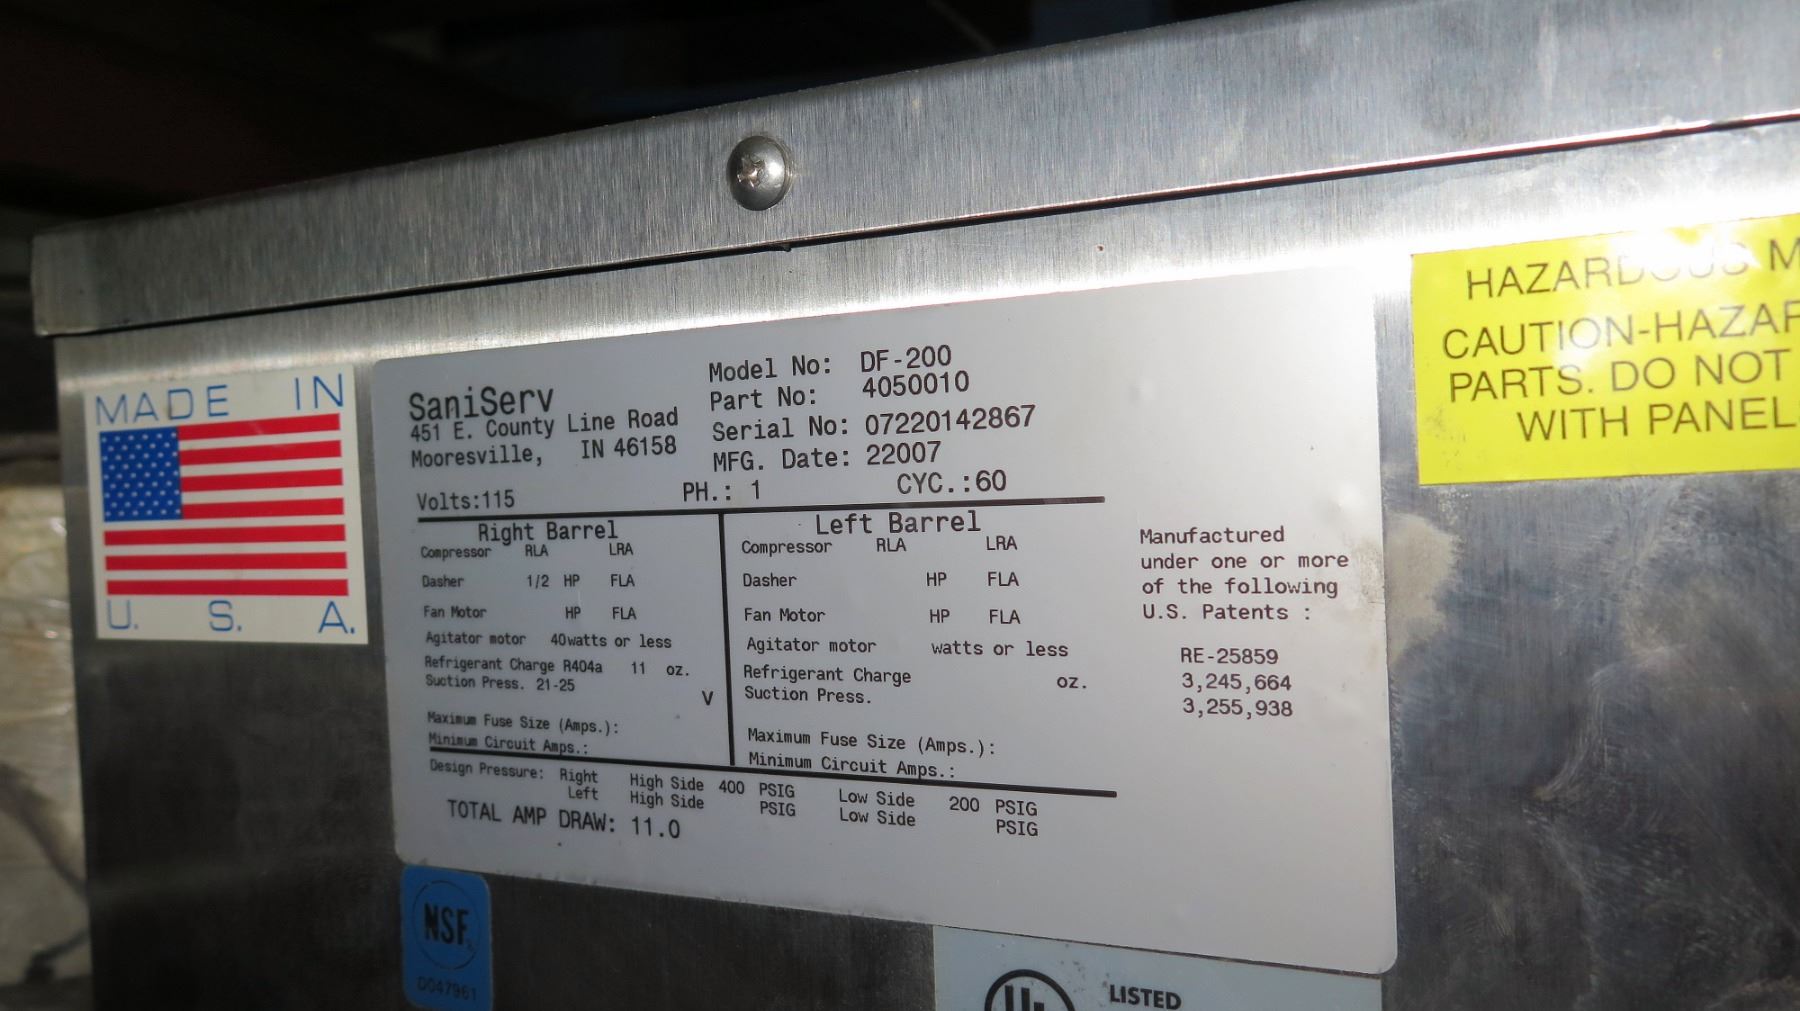 MADE IN
U. S. A.
SaniServ
451 E. County Line Road
Mooresville, IN 46158
Model No: DF-200
Part No: 4050010
Serial No: 07220142867
MFG. Date: 22007
Volts:115 PH.: 1 CYC.:60
Right Barrel
Compressor RLA LRA
Dasher 1/2 HP FLA
Fan Motor HP FLA
Agitator motor 40watts or less
Refrigerant Charge R404a 11 oz.
Suction Press. 21-25 V
Maximum Fuse Size (Amps.):
Minimum Circuit Amps.:
Left Barrel
Compressor RLA LRA
Dasher HP FLA
Fan Motor HP FLA
Agitator motor watts or less
Refrigerant Charge oz.
Suction Press.
Maximum Fuse Size (Amps.):
Minimum Circuit Amps.:
Design Pressure: Right High Side 400 PSIG Low Side 200 PSIG
Left High Side PSIG Low Side PSIG
TOTAL AMP DRAW: 11.0
Manufactured
under one or more
of the following
U.S. Patents :
RE-25859
3,245,664
3,255,938
HAZARDOUS M
CAUTION-HAZAR
PARTS. DO NOT
WITH PANEL
NSF
0047961
UL LISTED